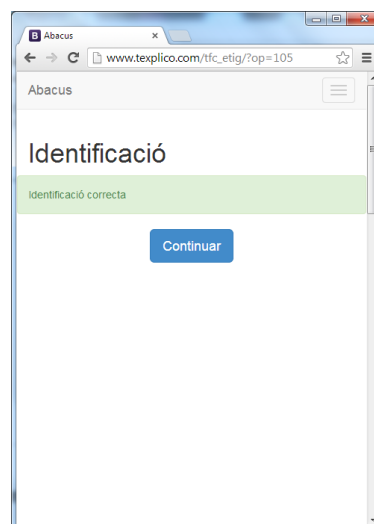 B Abacus
www.texplico.com/tfc_etig/?op=105
Abacus
Identificació
Identificació correcta
Continuar